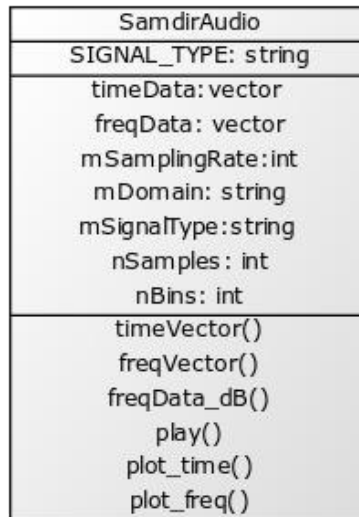 SamdirAudio
SIGNAL_TYPE: string
timeData: vector
freqData: vector
mSamplingRate:int
mDomain: string
mSignalType:string
nSamples: int
nBins: int
timeVector()
freqVector()
freqData_dB()
play()
plot_time()
plot_freq()